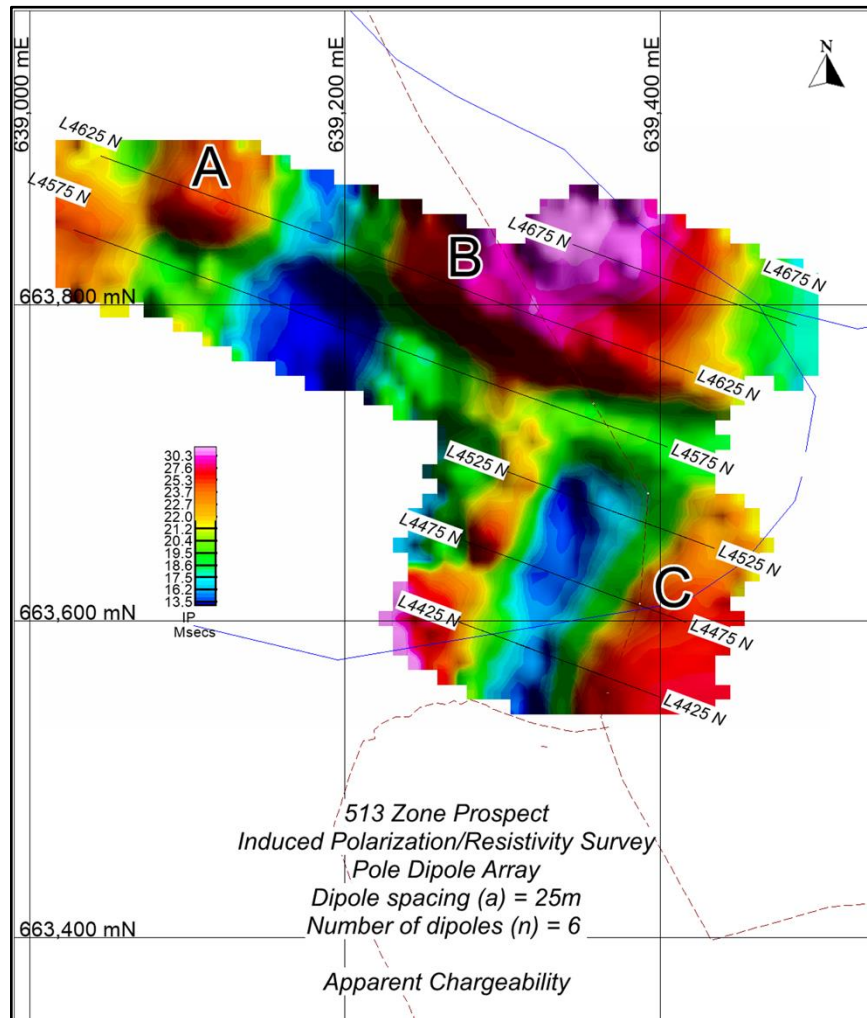 639,000 mE
639,200 mE
639,400 mE
N
L4625 N
A
L4575 N
L4675 N
B
L4675 N
663,800 mN
L4625 N
L4575 N
L4525 N
30.3
27.6
25.3
23.7
22.0
21.2
20.4
19.5
18.6
17.5
16.2
13.5
IP
Msecs
L4475 N
L4525 N
C
663,600 mN
L4425 N
L4475 N
L4425 N
513 Zone Prospect
Induced Polarization/Resistivity Survey
Pole Dipole Array
Dipole spacing (a) = 25m
Number of dipoles (n) = 6
663,400 mN
Apparent Chargeability